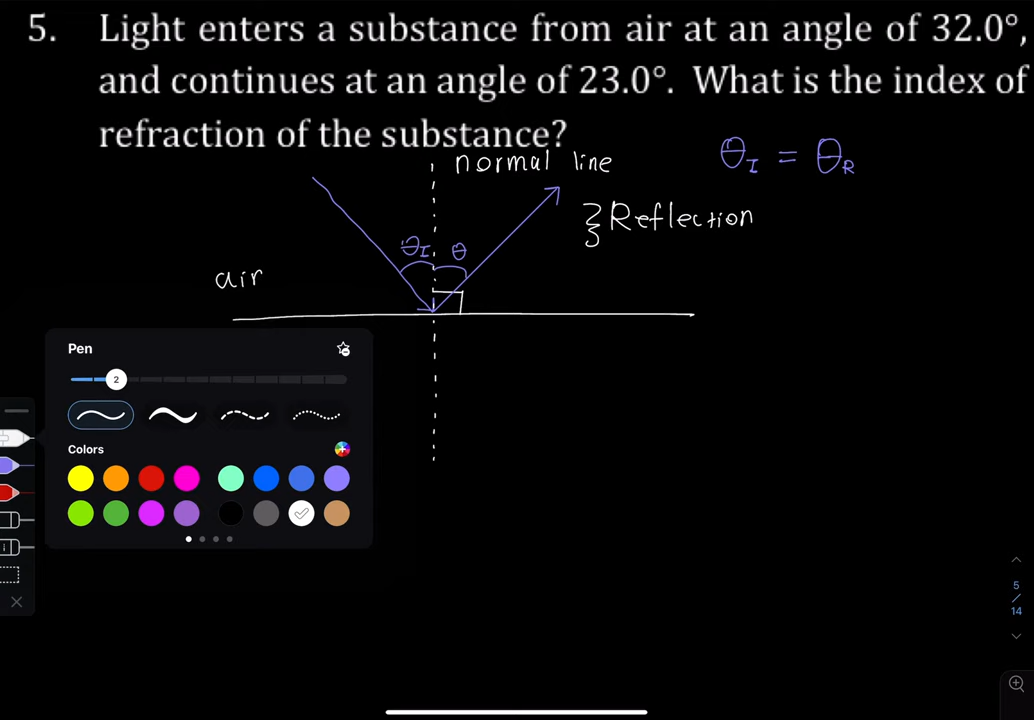 5. Light enters a substance from air at an angle of 32.0°,
and continues at an angle of 23.0°. What is the index of
refraction of the substance?
normal line
θI = θR
}Reflection
θI θ
air
Pen
2
Colors
5
/
14